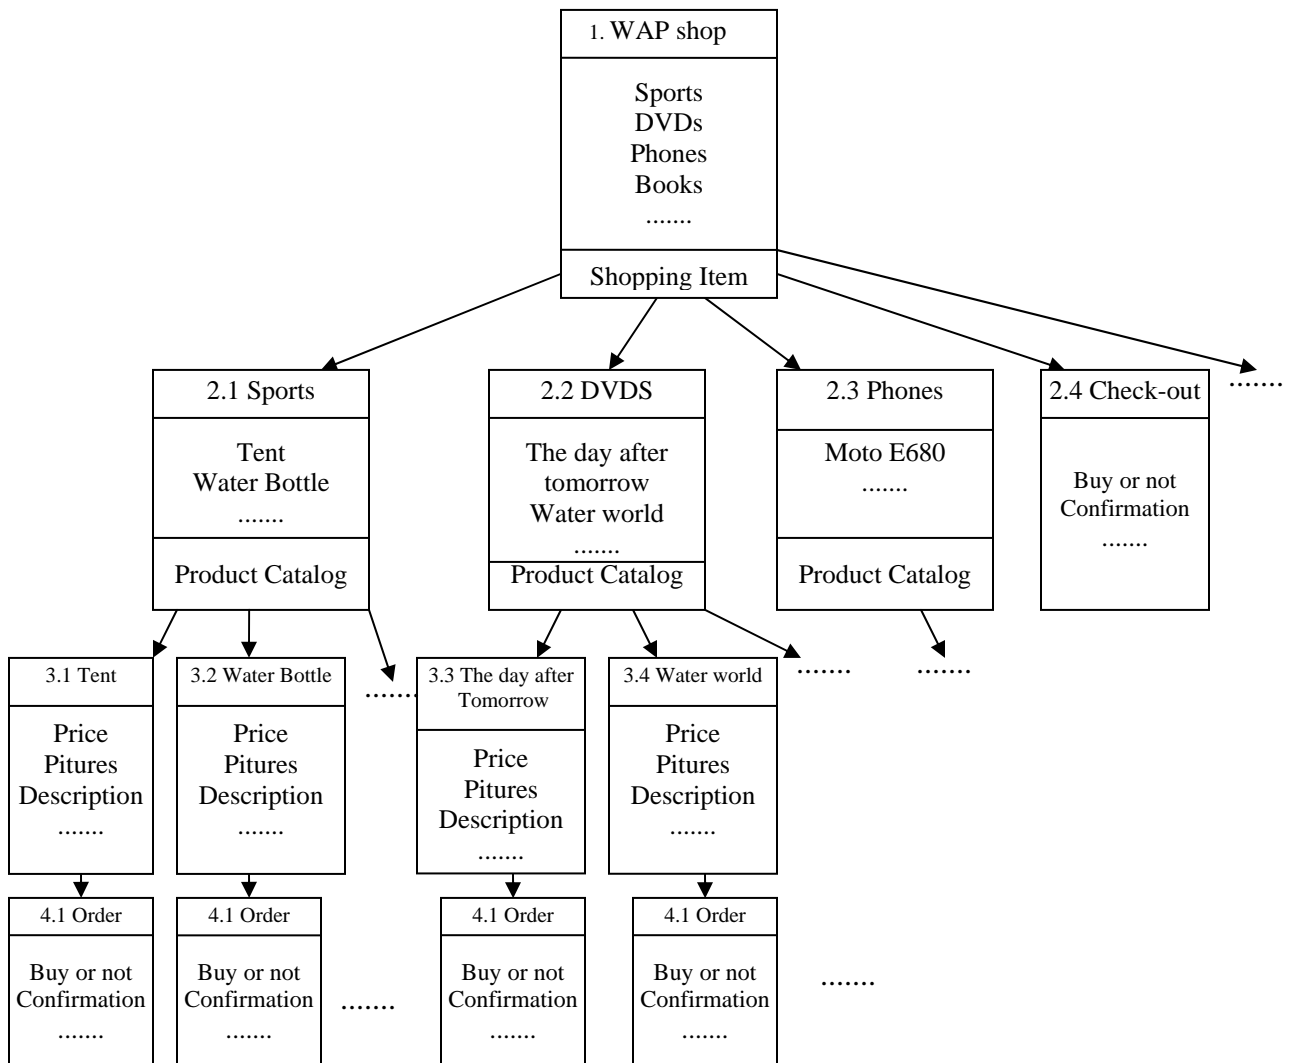 1. WAP shop
Sports
DVDs
Phones
Books
.......
Shopping Item
2.1 Sports
Tent
Water Bottle
.......
Product Catalog
2.2 DVDS
The day after
tomorrow
Water world
.......
Product Catalog
2.3 Phones
Moto E680
.......
Product Catalog
2.4 Check-out
Buy or not
Confirmation
.......
.......
3.1 Tent
Price
Pitures
Description
.......
3.2 Water Bottle
Price
Pitures
Description
.......
.......
3.3 The day after
Tomorrow
Price
Pitures
Description
.......
3.4 Water world
Price
Pitures
Description
.......
.......
.......
4.1 Order
Buy or not
Confirmation
.......
4.1 Order
Buy or not
Confirmation
.......
.......
4.1 Order
Buy or not
Confirmation
.......
4.1 Order
Buy or not
Confirmation
.......
.......